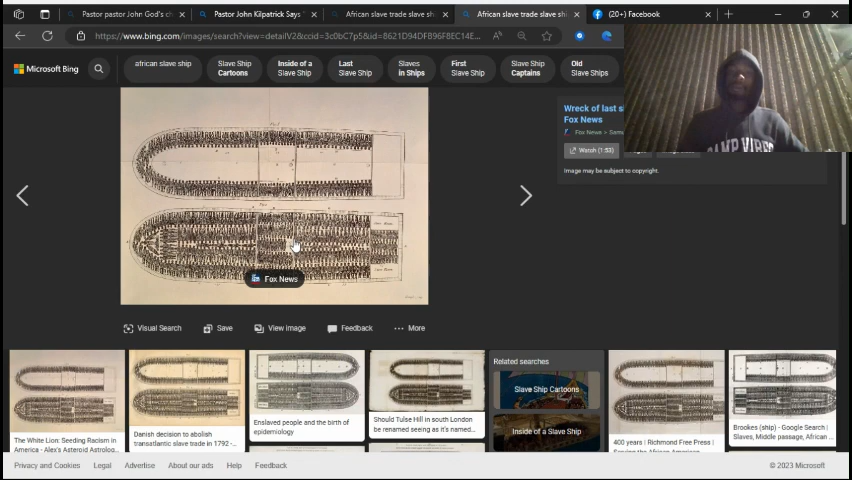 Pastor pastor John God's ch
Pastor John Kilpatrick Says "
African slave trade slave sh
African slave trade slave shi
(20+) Facebook
https://www.bing.com/images/search?view=detailV2&ccid=3c0bC7p5&id=8621D94DFB96F8EC14E...
Microsoft Bing
african slave ship
Slave Ship
Cartoons
Inside of a
Slave Ship
Last
Slave Ship
Slaves
in Ships
First
Slave Ship
Slave Ship
Captains
Old
Slave Ships
Wreck of last s
Fox News
Fox News >
Watch (1:53)
Image may be subject to copyright.
CAMP VIBES
Fox News
Visual Search
Save
View image
Feedback
More
The White Lion: Seeding Racism in
America - Alex's Asteroid Astrolog...
Danish decision to abolish
transatlantic slave trade in 1792 -...
Enslaved people and the birth of
epidemiology
Should Tulse Hill in south London
be renamed seeing as it's named...
Related searches
Slave Ship Cartoons
Inside of a Slave Ship
400 years | Richmond Free Press |
Serving the African American
Brookes (ship) - Google Search |
Slaves, Middle passage, African ...
Privacy and Cookies
Legal
Advertise
About our ads
Help
Feedback
© 2023 Microsoft